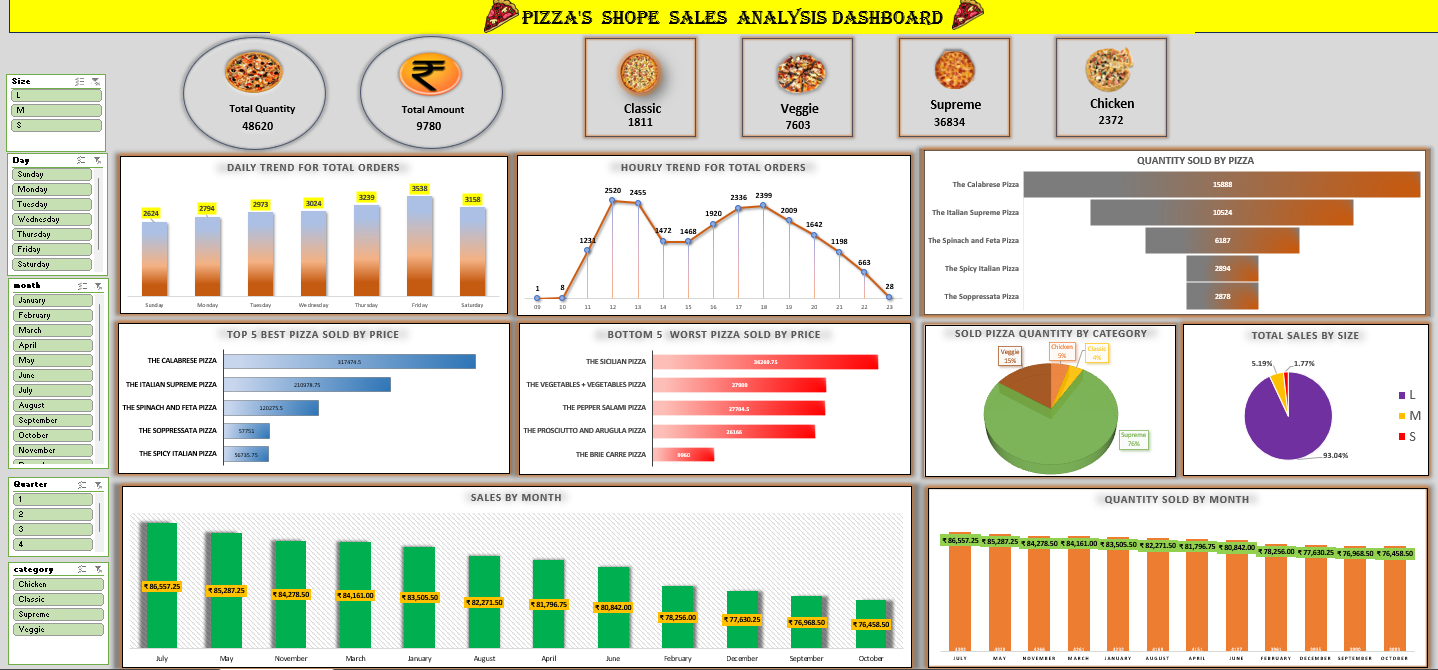 PIZZA'S SHOPE SALES ANALYSIS DASHBOARD
Total Quantity
48620
₹
Total Amount
9780
Classic
1811
Veggie
7603
Supreme
36834
Chicken
2372
Size
L
M
S
Day
Sunday
Monday
Tuesday
Wednesday
Thursday
Friday
Saturday
month
January
February
March
April
May
June
July
August
September
October
November
Quarter
1
2
3
4
category
Chicken
Classic
Supreme
Veggie
DAILY TREND FOR TOTAL ORDERS
2624 2794 2973 3024 3239 3538 3158
Sunday Monday Tuesday Wednesday Thursday Friday Saturday
HOURLY TREND FOR TOTAL ORDERS
1 8 1231 2520 2455 1472 1468 1920 2336 2399 2009 1642 1198 663 28
09 10 11 12 13 14 15 16 17 18 19 20 21 22 23
QUANTITY SOLD BY PIZZA
The Calabrese Pizza 15888
The Italian Supreme Pizza 10524
The Spinach and Feta Pizza 6187
The Spicy Italian Pizza 2894
The Soppressata Pizza 2878
TOP 5 BEST PIZZA SOLD BY PRICE
THE CALABRESE PIZZA 317474.5
THE ITALIAN SUPREME PIZZA 210978.75
THE SPINACH AND FETA PIZZA 120275.5
THE SOPPRESSATA PIZZA 57751
THE SPICY ITALIAN PIZZA 56735.75
BOTTOM 5 WORST PIZZA SOLD BY PRICE
THE SICILIAN PIZZA 36269.75
THE VEGETABLES + VEGETABLES PIZZA 27909
THE PEPPER SALAMI PIZZA 27764.5
THE PROSCIUTTO AND ARUGULA PIZZA 26166
THE BRIE CARRE PIZZA 9960
SOLD PIZZA QUANTITY BY CATEGORY
Veggie
15%
Chicken
5%
Classic
4%
Supreme
76%
TOTAL SALES BY SIZE
5.19% 1.77%
93.04%
L
M
S
SALES BY MONTH
₹ 86,557.25 ₹ 85,287.25 ₹ 84,278.50 ₹ 84,161.00 ₹ 83,505.50 ₹ 82,271.50 ₹ 81,796.75 ₹ 80,842.00 ₹ 78,256.00 ₹ 77,630.25 ₹ 76,968.50 ₹ 76,458.50
July May November March January August April June February December September October
QUANTITY SOLD BY MONTH
₹ 86,557.25 ₹ 85,287.25 ₹ 84,278.50 ₹ 84,161.00 ₹ 83,505.50 ₹ 82,271.50 ₹ 81,796.75 ₹ 80,842.00 ₹ 78,256.00 ₹ 77,630.25 ₹ 76,968.50 ₹ 76,458.50
JULY MAY NOVEMBER MARCH JANUARY AUGUST APRIL JUNE FEBRUARY DECEMBER SEPTEMBER OCTOBER